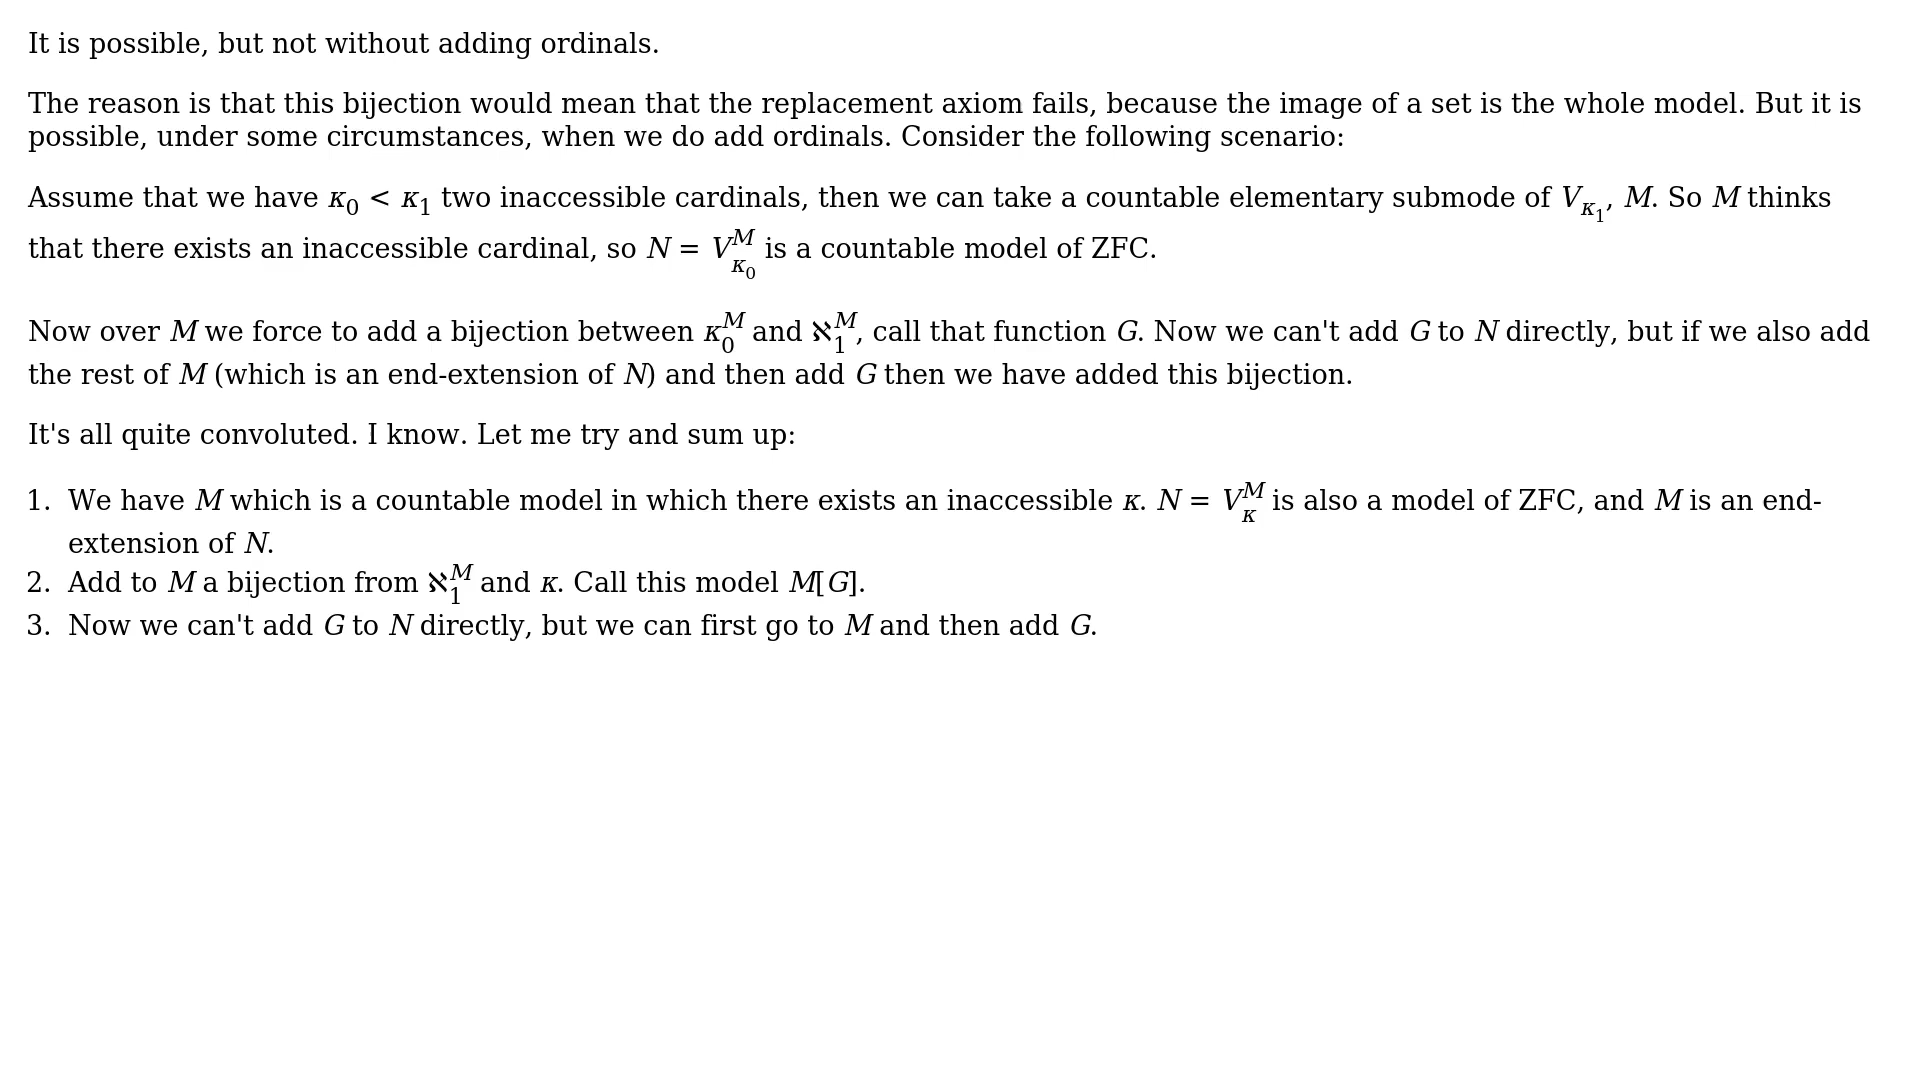 It is possible, but not without adding ordinals.
The reason is that this bijection would mean that the replacement axiom fails, because the image of a set is the whole model. But it is
possible, under some circumstances, when we do add ordinals. Consider the following scenario:
Assume that we have κ₀ < κ₁ two inaccessible cardinals, then we can take a countable elementary submode of V_{κ₁}, M. So M thinks
that there exists an inaccessible cardinal, so N = V^M_{κ₀} is a countable model of ZFC.
Now over M we force to add a bijection between κ^M_0 and ℵ^M_1, call that function G. Now we can't add G to N directly, but if we also add
the rest of M (which is an end-extension of N) and then add G then we have added this bijection.
It's all quite convoluted. I know. Let me try and sum up:
1. We have M which is a countable model in which there exists an inaccessible κ. N = V^M_κ is also a model of ZFC, and M is an end-
extension of N.
2. Add to M a bijection from ℵ^M_1 and κ. Call this model M[G].
3. Now we can't add G to N directly, but we can first go to M and then add G.